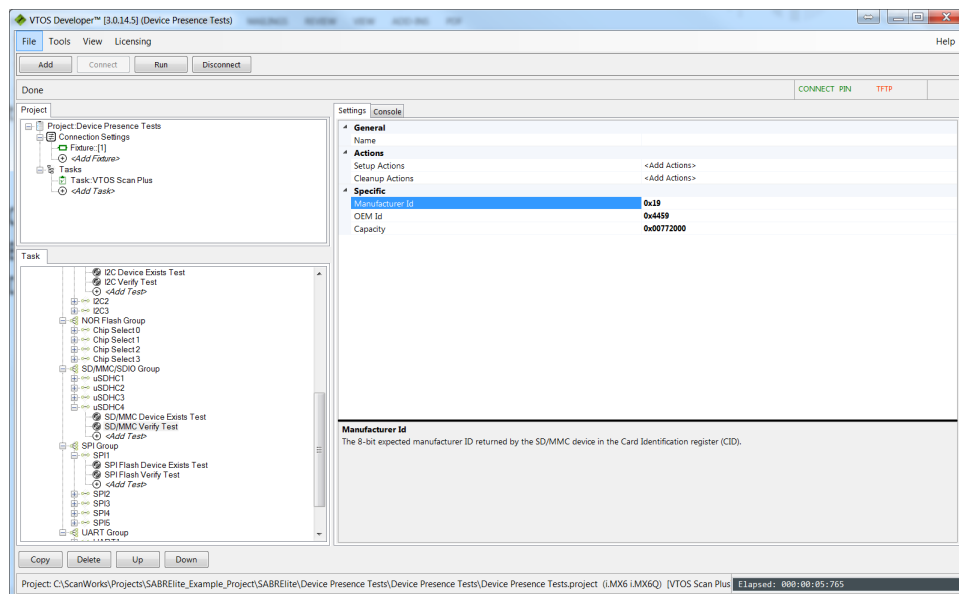 VTOS Developer™ [3.0.14.5] (Device Presence Tests)
File Tools View Licensing Help
Add Connect Run Disconnect
Done CONNECT PIN TFTP
Project
Project:Device Presence Tests
Connection Settings
Fixture::[1]
<Add Fixture>
Tasks
Task:VTOS Scan Plus
<Add Task>
Task
I2C Device Exists Test
I2C Verify Test
<Add Test>
I2C2
I2C3
NOR Flash Group
Chip Select 0
Chip Select 1
Chip Select 2
Chip Select 3
SD/MMC/SDIO Group
uSDHC1
uSDHC2
uSDHC3
uSDHC4
SD/MMC Device Exists Test
SD/MMC Verify Test
<Add Test>
SPI Group
SPI1
SPI Flash Device Exists Test
SPI Flash Verify Test
<Add Test>
SPI2
SPI3
SPI4
SPI5
UART Group
Settings Console
General
Name
Actions
Setup Actions <Add Actions>
Cleanup Actions <Add Actions>
Specific
Manufacturer Id 0x19
OEM Id 0x4459
Capacity 0x00772000
Manufacturer Id
The 8-bit expected manufacturer ID returned by the SD/MMC device in the Card Identification register (CID).
Copy Delete Up Down
Project: C:\ScanWorks\Projects\SABRElite_Example_Project\SABRElite\Device Presence Tests\Device Presence Tests\Device Presence Tests.project (i.MX6 i.MX6Q) [VTOS Scan Plus Elapsed: 000:00:05:765